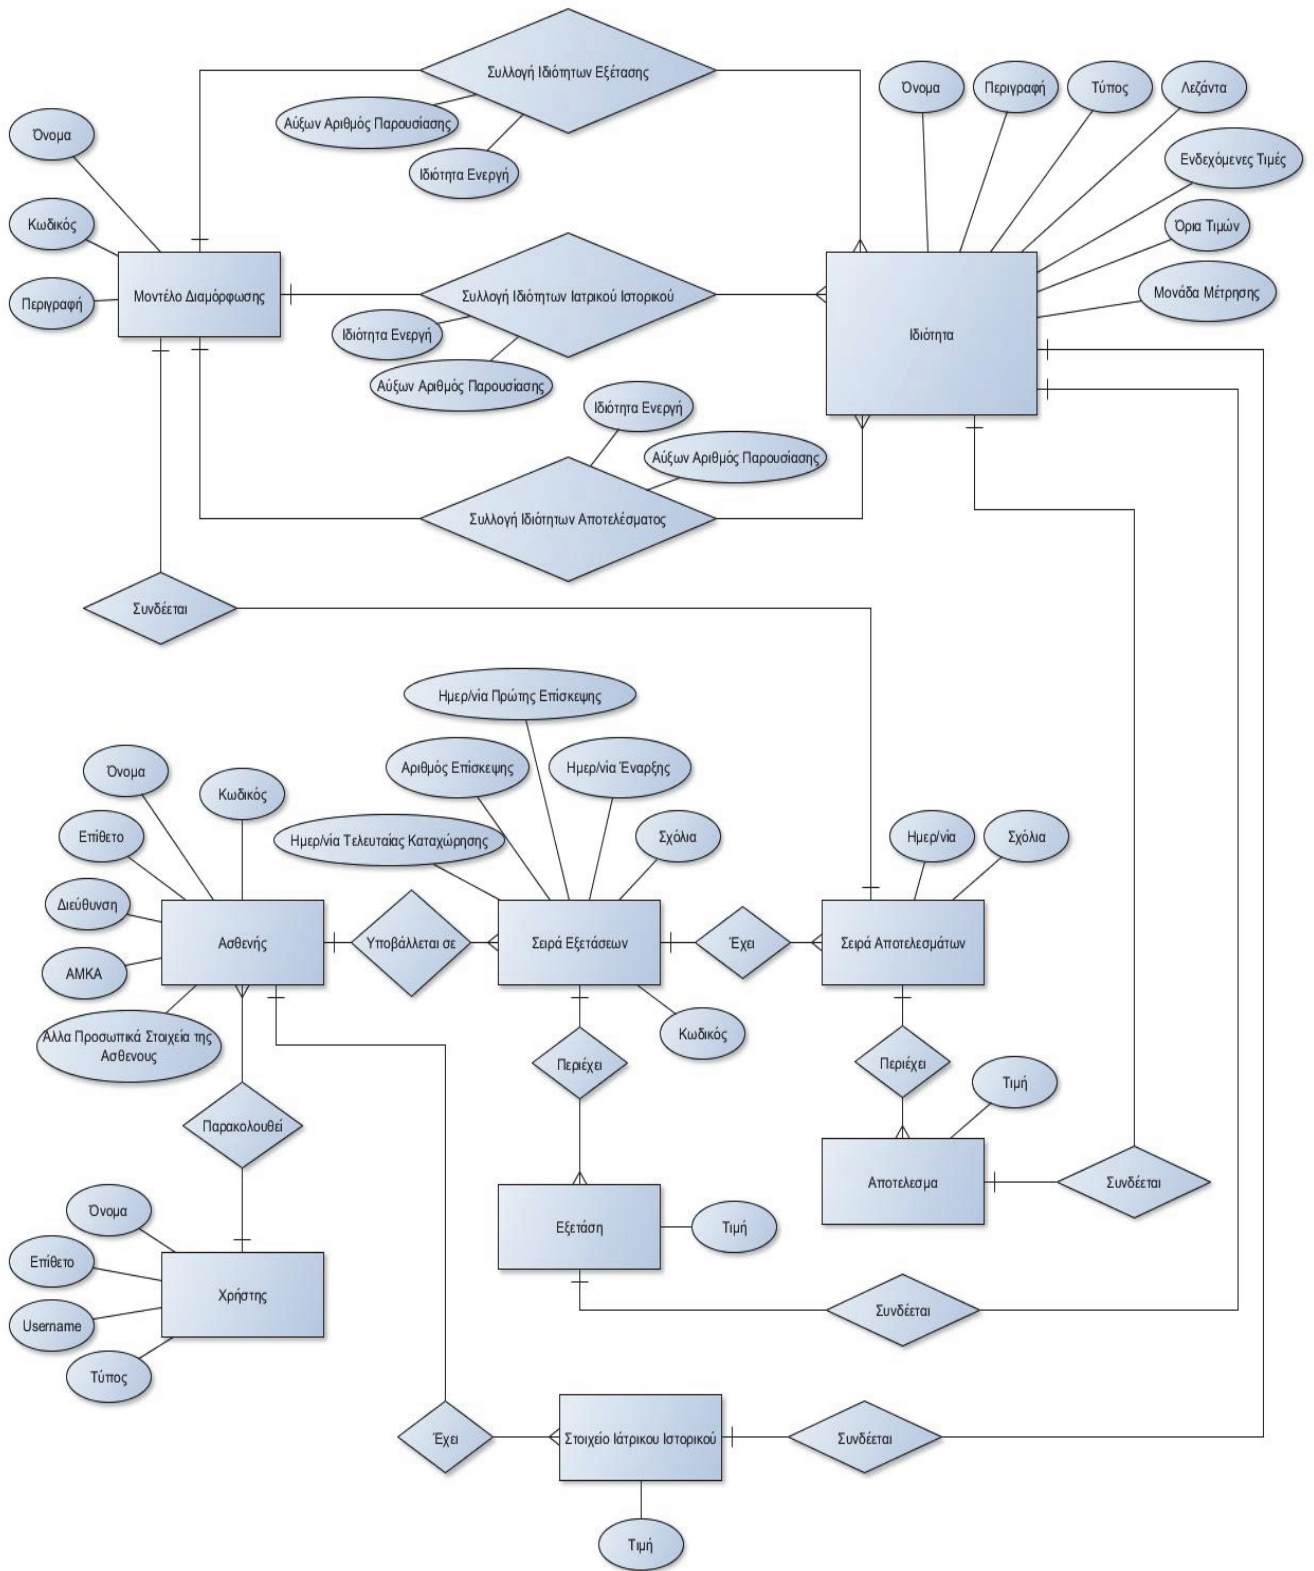 Συλλογή Ιδιότητων Εξέτασης
Αύξων Αριθμός Παρουσίασης
Ιδιότητα Ενεργή
Όνομα
Περιγραφή
Τύπος
Λεζάντα
Ενδεχόμενες Τιμές
Όρια Τιμών
Μονάδα Μέτρησης
Όνομα
Κωδικός
Περιγραφή
Μοντέλο Διαμόρφωσης
Συλλογή Ιδιότητων Ιατρικού Ιστορικού
Ιδιότητα Ενεργή
Αύξων Αριθμός Παρουσίασης
Ιδιότητα
Ιδιότητα Ενεργή
Αύξων Αριθμός Παρουσίασης
Συλλογή Ιδιότητων Αποτελέσματος
Συνδέεται
Ημερ/νία Πρώτης Επίσκεψης
Αριθμός Επίσκεψης
Ημερ/νία Έναρξης
Ημερ/νία Τελευταίας Καταχώρησης
Σχόλια
Όνομα
Κωδικός
Επίθετο
Διεύθυνση
ΑΜΚΑ
Άλλα Προσωπικά Στοιχεία της
Ασθενους
Ασθενής
Υποβάλλεται σε
Σειρά Εξετάσεων
Έχει
Ημερ/νία
Σχόλια
Σειρά Αποτελεσμάτων
Κωδικός
Περιέχει
Περιέχει
Τιμή
Παρακολουθεί
Αποτελεσμα
Συνδέεται
Εξετάση
Τιμή
Όνομα
Επίθετο
Username
Τύπος
Χρήστης
Συνδέεται
Έχει
Στοιχείο Ιάτρικου Ιστορικού
Συνδέεται
Τιμή